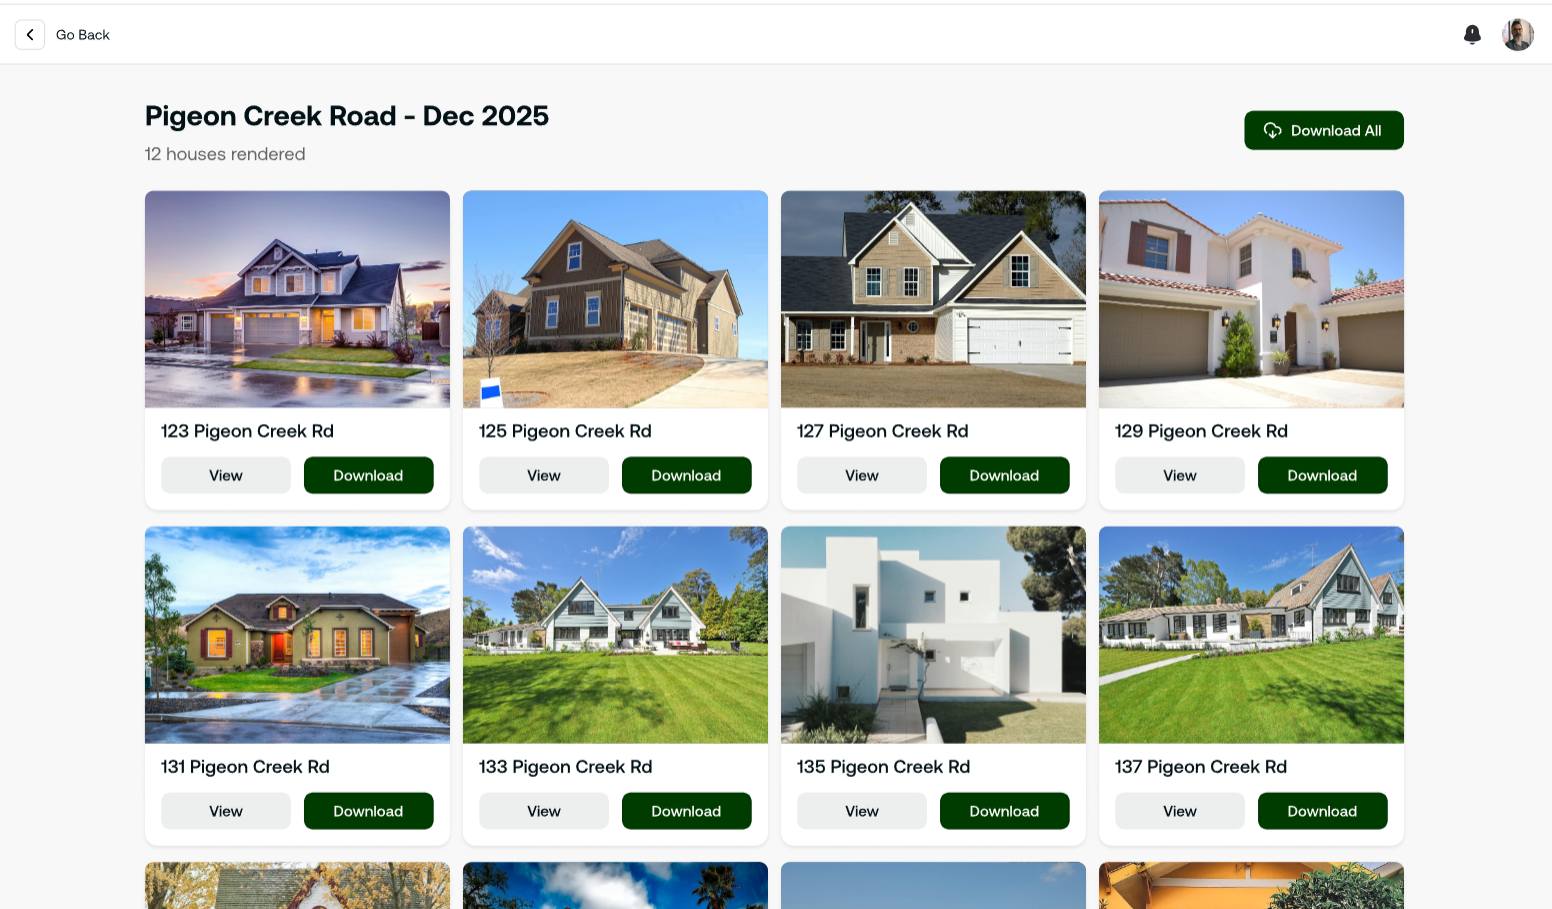 Go Back
Pigeon Creek Road - Dec 2025
12 houses rendered
Download All
123 Pigeon Creek Rd
125 Pigeon Creek Rd
127 Pigeon Creek Rd
129 Pigeon Creek Rd
View Download View Download View Download View Download
131 Pigeon Creek Rd
133 Pigeon Creek Rd
135 Pigeon Creek Rd
137 Pigeon Creek Rd
View Download View Download View Download View Download